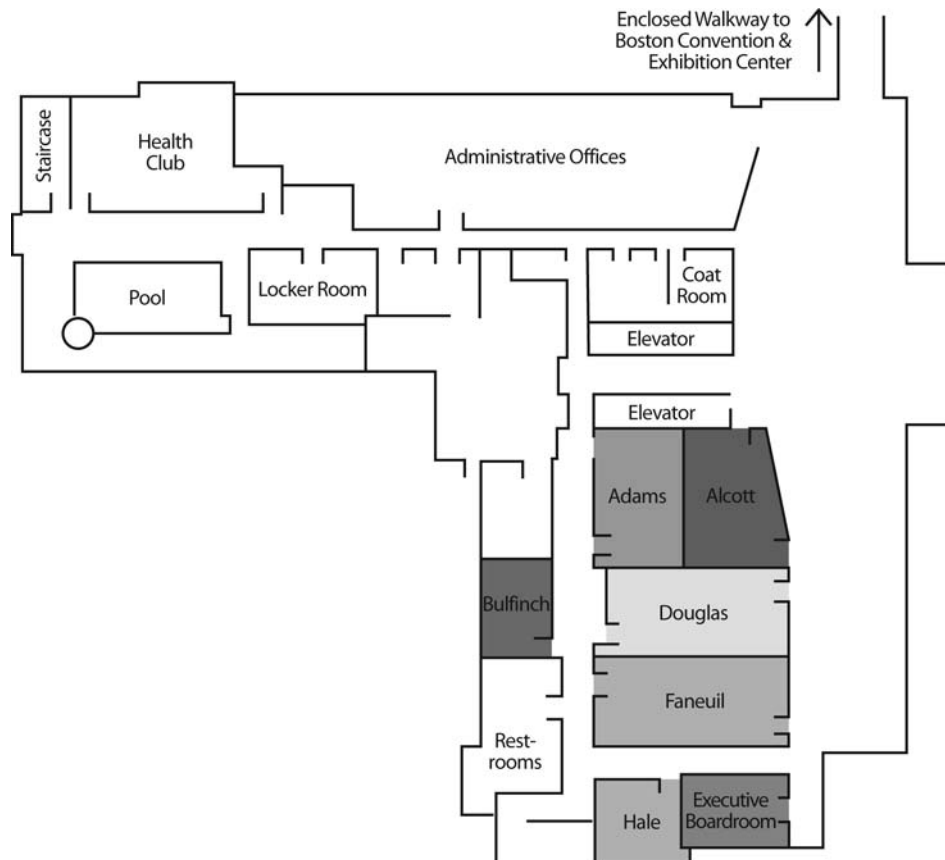 Enclosed Walkway to
Boston Convention &
Exhibition Center
Staircase
Health
Club
Administrative Offices
Pool
Locker Room
Coat
Room
Elevator
Elevator
Adams
Alcott
Bulfinch
Douglas
Faneuil
Rest-
rooms
Hale
Executive
Boardroom